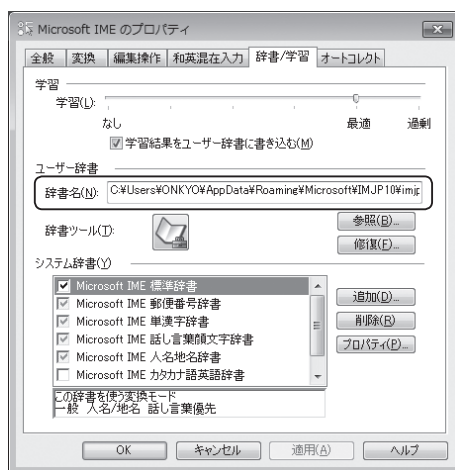 Microsoft IME のプロパティ
全般 変換 編集操作 和英混在入力 辞書/学習 オートコレクト
学習
学習(L):
なし 最適 過剰
学習結果をユーザー辞書に書き込む(M)
ユーザー辞書
辞書名(N): C:¥Users¥ONKYO¥AppData¥Roaming¥Microsoft¥IMJP10¥imjp
参照(B)...
辞書ツール(T):
修復(E)...
システム辞書(Y)
Microsoft IME 標準辞書
Microsoft IME 郵便番号辞書
Microsoft IME 単漢字辞書
Microsoft IME 話し言葉顔文字辞書
Microsoft IME 人名地名辞書
Microsoft IME カタカナ語英語辞書
追加(D)...
削除(R)
プロパティ(P)...
この辞書を使う変換モード
一般 人名/地名 話し言葉優先
OK キャンセル 適用(A) ヘルプ